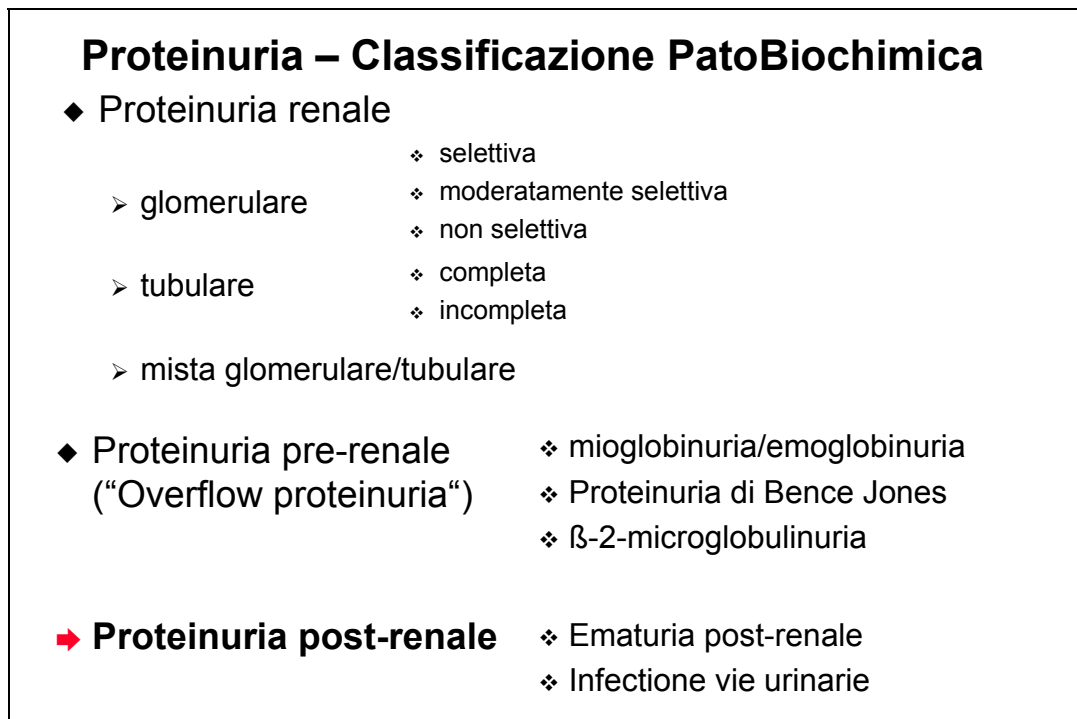 Proteinuria – Classificazione PatoBiochimica
◆ Proteinuria renale
➢ glomerulare
❖ selettiva
❖ moderatamente selettiva
❖ non selettiva
➢ tubulare
❖ completa
❖ incompleta
➢ mista glomerulare/tubulare
◆ Proteinuria pre-renale
(“Overflow proteinuria“)
❖ mioglobinuria/emoglobinuria
❖ Proteinuria di Bence Jones
❖ ß-2-microglobulinuria
➨ Proteinuria post-renale
❖ Ematuria post-renale
❖ Infectione vie urinarie